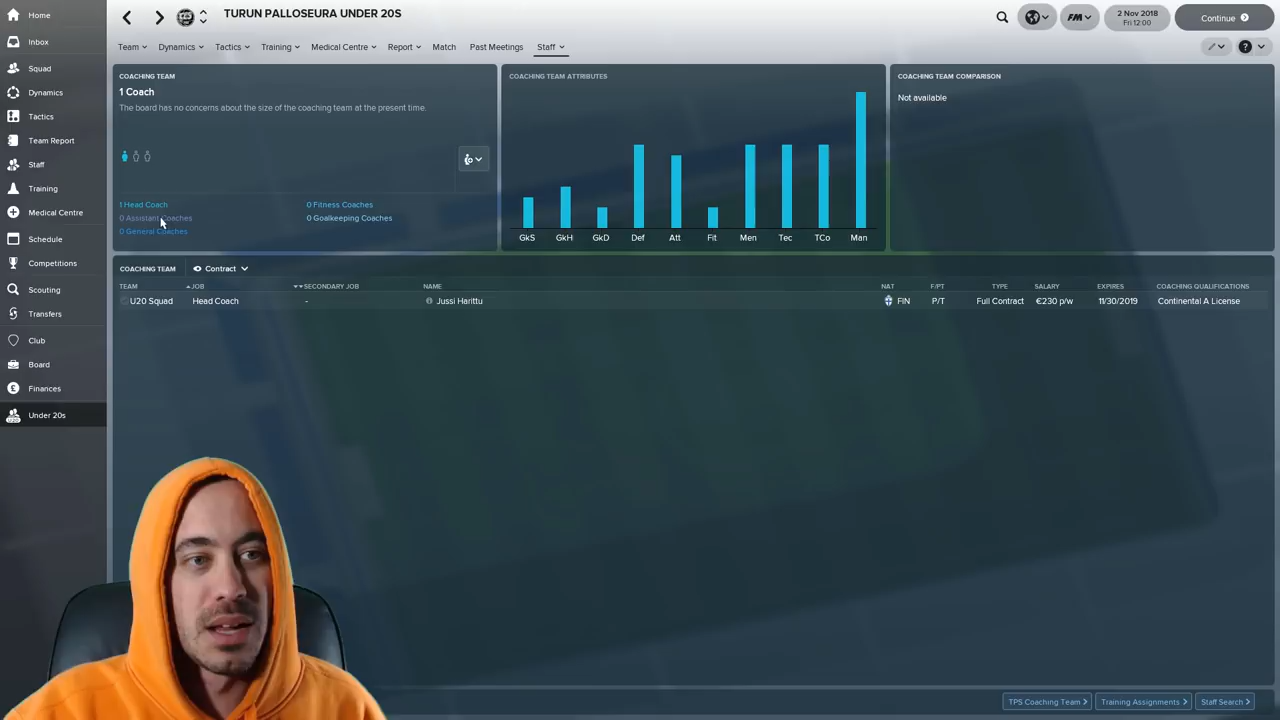 Home
TURUN PALLOSEURA UNDER 20S
2 Nov 2018
Fri 12:00
Continue
FM
Inbox
Squad
Dynamics
Tactics
Team Report
Staff
Training
Medical Centre
Schedule
Competitions
Scouting
Transfers
Club
Board
Finances
Under 20s
Team
Dynamics
Tactics
Training
Medical Centre
Report
Match
Past Meetings
Staff
COACHING TEAM
1 Coach
The board has no concerns about the size of the coaching team at the present time.
1 Head Coach
0 Fitness Coaches
0 Assistant Coaches
0 Goalkeeping Coaches
0 General Coaches
COACHING TEAM ATTRIBUTES
GkS GkH GkD Def Att Fit Men Tec TCo Man
COACHING TEAM COMPARISON
Not available
COACHING TEAM
Contract
TEAM JOB SECONDARY JOB NAME NAT F/PT TYPE SALARY EXPIRES COACHING QUALIFICATIONS
U20 Squad Head Coach - Jussi Harittu FIN P/T Full Contract €230 p/w 11/30/2019 Continental A License
TPS Coaching Team
Training Assignments
Staff Search